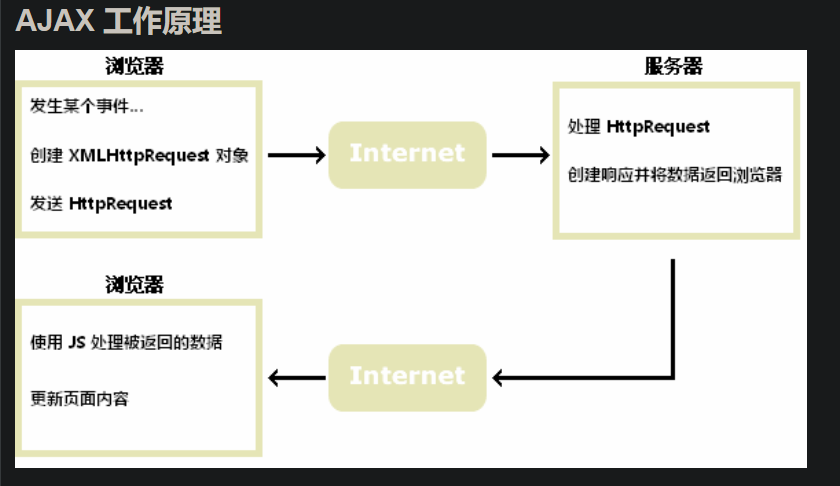 AJAX 工作原理
浏览器
发生某个事件...
创建 XMLHttpRequest 对象
发送 HttpRequest
Internet
服务器
处理 HttpRequest
创建响应并将数据返回浏览器
浏览器
使用 JS 处理被返回的数据
更新页面内容
Internet